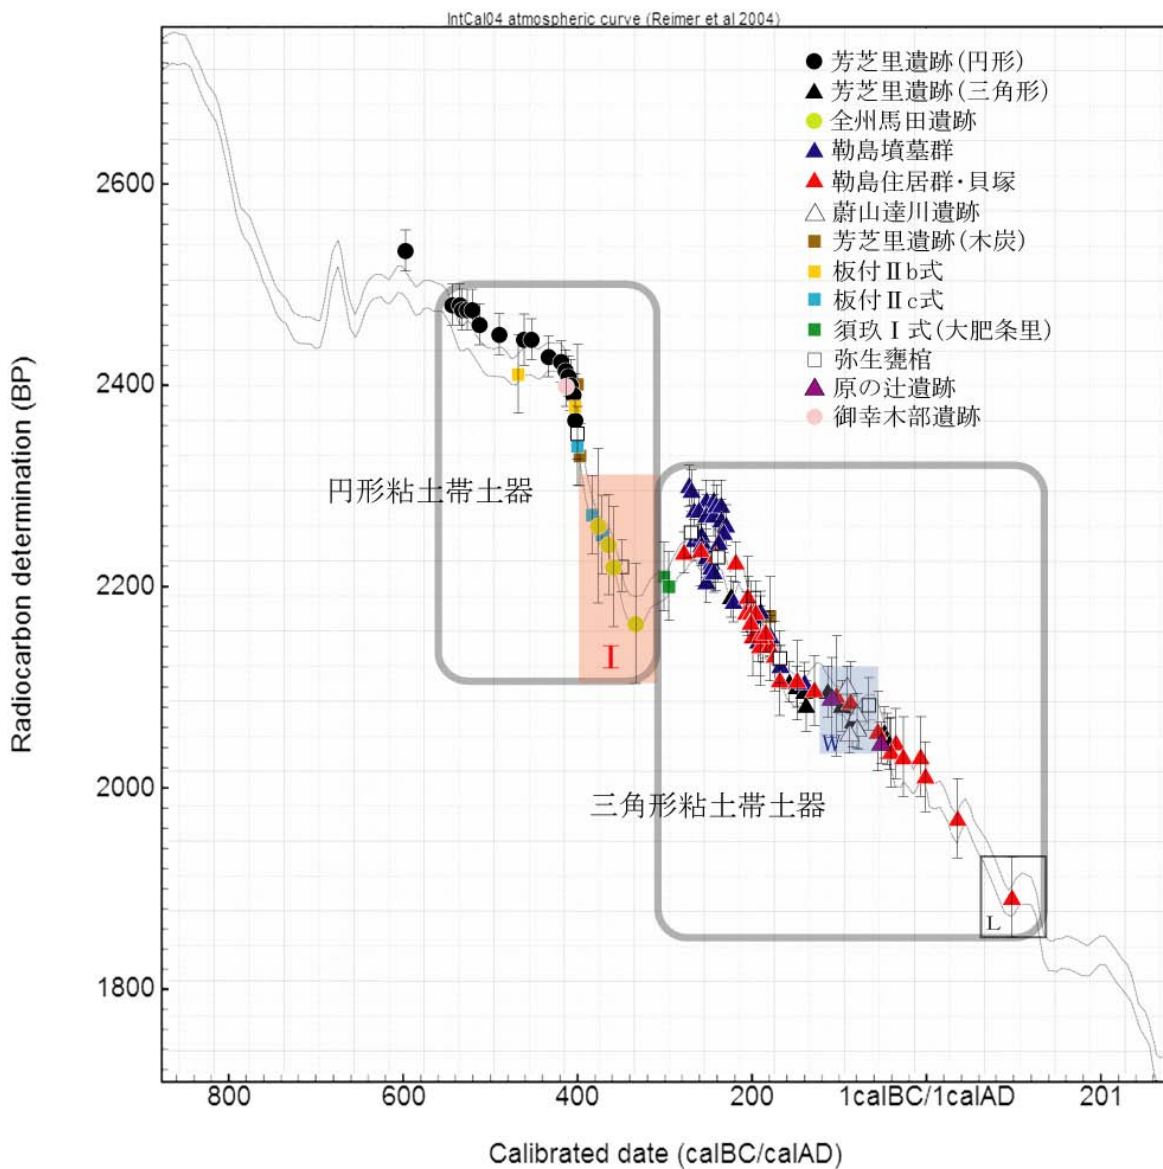 IntCal04 atmospheric curve (Reimer et al 2004)
芳芝里遺跡(円形)
芳芝里遺跡(三角形)
全州馬田遺跡
勒島墳墓群
勒島住居群・貝塚
蔚山達川遺跡
芳芝里遺跡(木炭)
板付Ⅱb式
板付Ⅱc式
須玖Ⅰ式(大肥条里)
弥生甕棺
原の辻遺跡
御幸木部遺跡
2600
2400
2200
2000
1800
Radiocarbon determination (BP)
円形粘土帯土器
I
三角形粘土帯土器
W
L
800
600
400
200
1calBC/1calAD
201
Calibrated date (calBC/calAD)